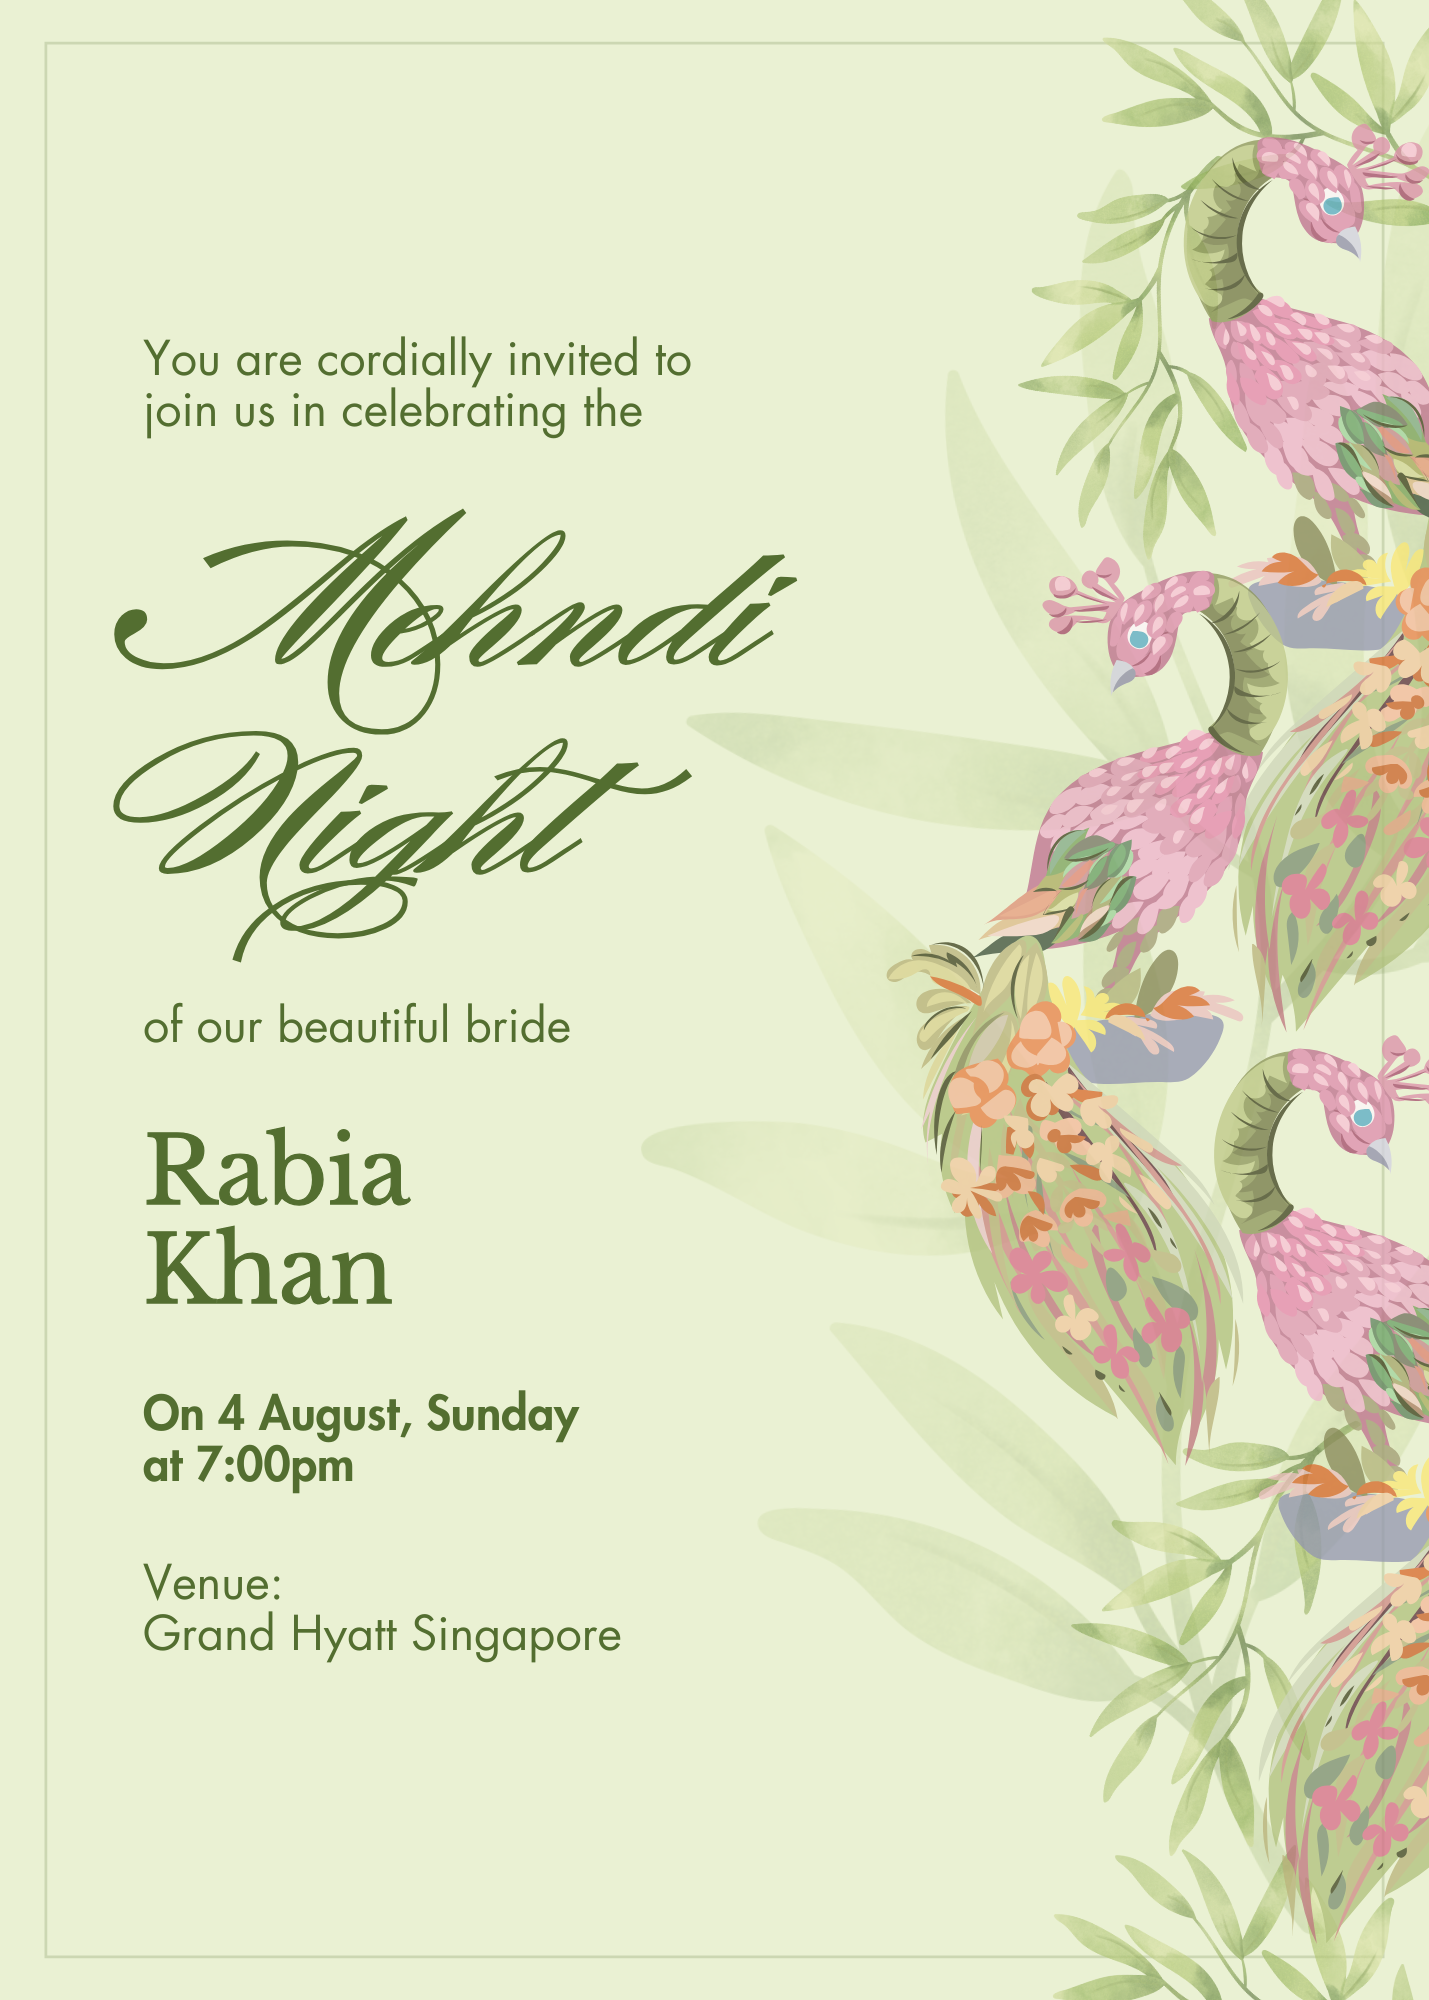 You are cordially invited to
join us in celebrating the
Mehndi
Night
of our beautiful bride
Rabia
Khan
On 4 August, Sunday
at 7:00pm
Venue:
Grand Hyatt Singapore